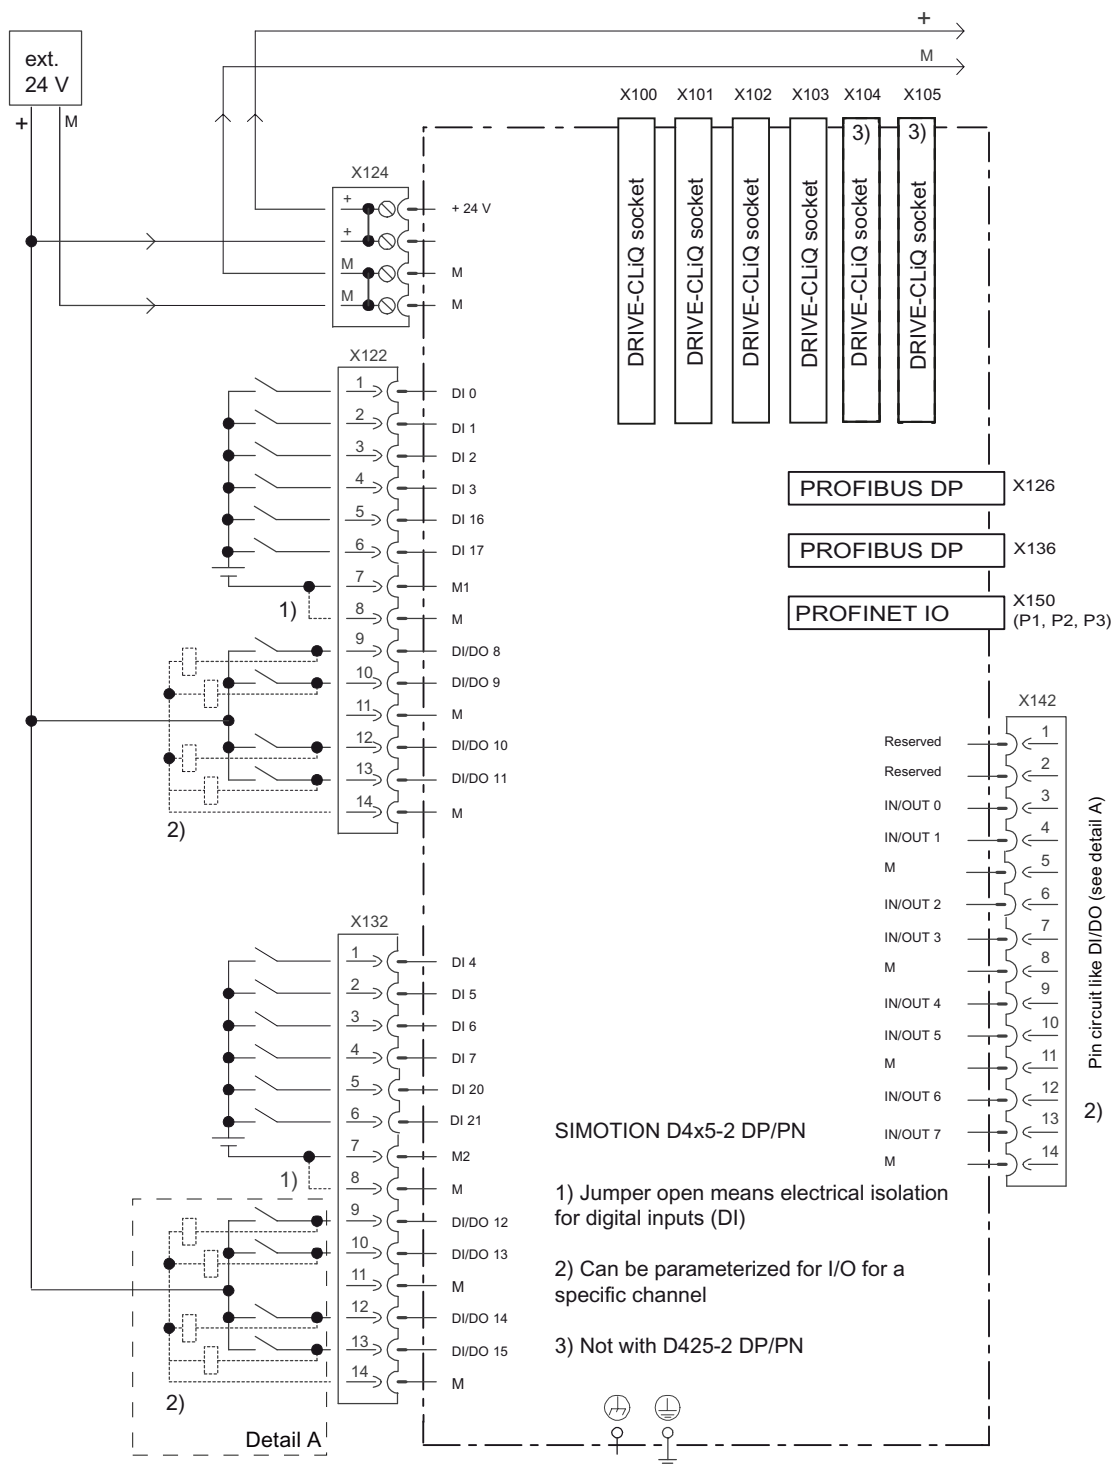 +
M
ext.
24 V
+ M
X100 X101 X102 X103 X104 X105
3) 3)
DRIVE-CLiQ socket
DRIVE-CLiQ socket
DRIVE-CLiQ socket
DRIVE-CLiQ socket
DRIVE-CLiQ socket
DRIVE-CLiQ socket
X124
+ + 24 V
+
M M
M M
X122
1 DI 0
2 DI 1
3 DI 2
4 DI 3
5 DI 16
6 DI 17
7 M1
1)
8 M
9 DI/DO 8
10 DI/DO 9
11 M
12 DI/DO 10
13 DI/DO 11
14 M
2)
PROFIBUS DP X126
PROFIBUS DP X136
PROFINET IO X150
(P1, P2, P3)
X142
Reserved 1
Reserved 2
IN/OUT 0 3
IN/OUT 1 4
M 5
IN/OUT 2 6
IN/OUT 3 7
M 8
IN/OUT 4 9
IN/OUT 5 10
M 11
IN/OUT 6 12
IN/OUT 7 13
M 14
Pin circuit like DI/DO (see detail A)
2)
X132
1 DI 4
2 DI 5
3 DI 6
4 DI 7
5 DI 20
6 DI 21
7 M2
1)
8 M
9 DI/DO 12
10 DI/DO 13
11 M
12 DI/DO 14
13 DI/DO 15
14 M
2)
Detail A
SIMOTION D4x5-2 DP/PN
1) Jumper open means electrical isolation
for digital inputs (DI)
2) Can be parameterized for I/O for a
specific channel
3) Not with D425-2 DP/PN